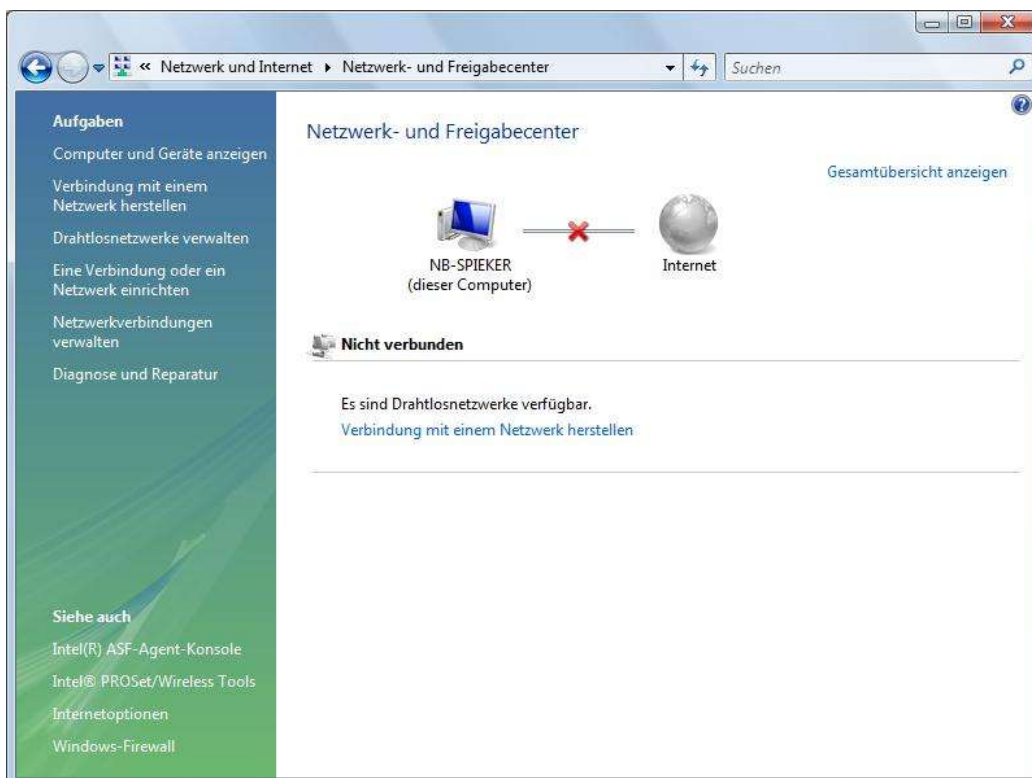 « Netzwerk und Internet ▸ Netzwerk- und Freigabecenter
Suchen
Aufgaben
Computer und Geräte anzeigen
Verbindung mit einem
Netzwerk herstellen
Drahtlosnetzwerke verwalten
Eine Verbindung oder ein
Netzwerk einrichten
Netzwerkverbindungen
verwalten
Diagnose und Reparatur
Siehe auch
Intel(R) ASF-Agent-Konsole
Intel® PROSet/Wireless Tools
Internetoptionen
Windows-Firewall
Netzwerk- und Freigabecenter
Gesamtübersicht anzeigen
NB-SPIEKER
(dieser Computer)
Internet
Nicht verbunden
Es sind Drahtlosnetzwerke verfügbar.
Verbindung mit einem Netzwerk herstellen